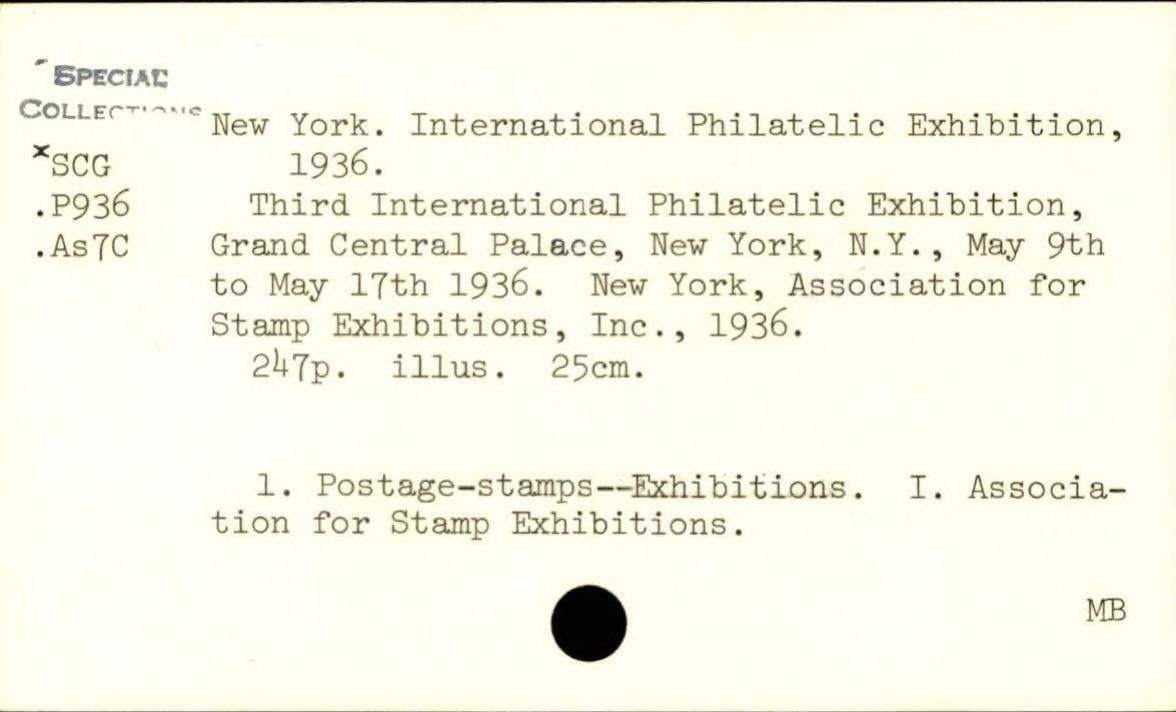 SPECIAL
COLLECTIONS
New York. International Philatelic Exhibition,
xSCG 1936.
.P936 Third International Philatelic Exhibition,
.As7C Grand Central Palace, New York, N.Y., May 9th
to May 17th 1936. New York, Association for
Stamp Exhibitions, Inc., 1936.
247p. illus. 25cm.
1. Postage-stamps--Exhibitions. I. Associa-
tion for Stamp Exhibitions.
MB